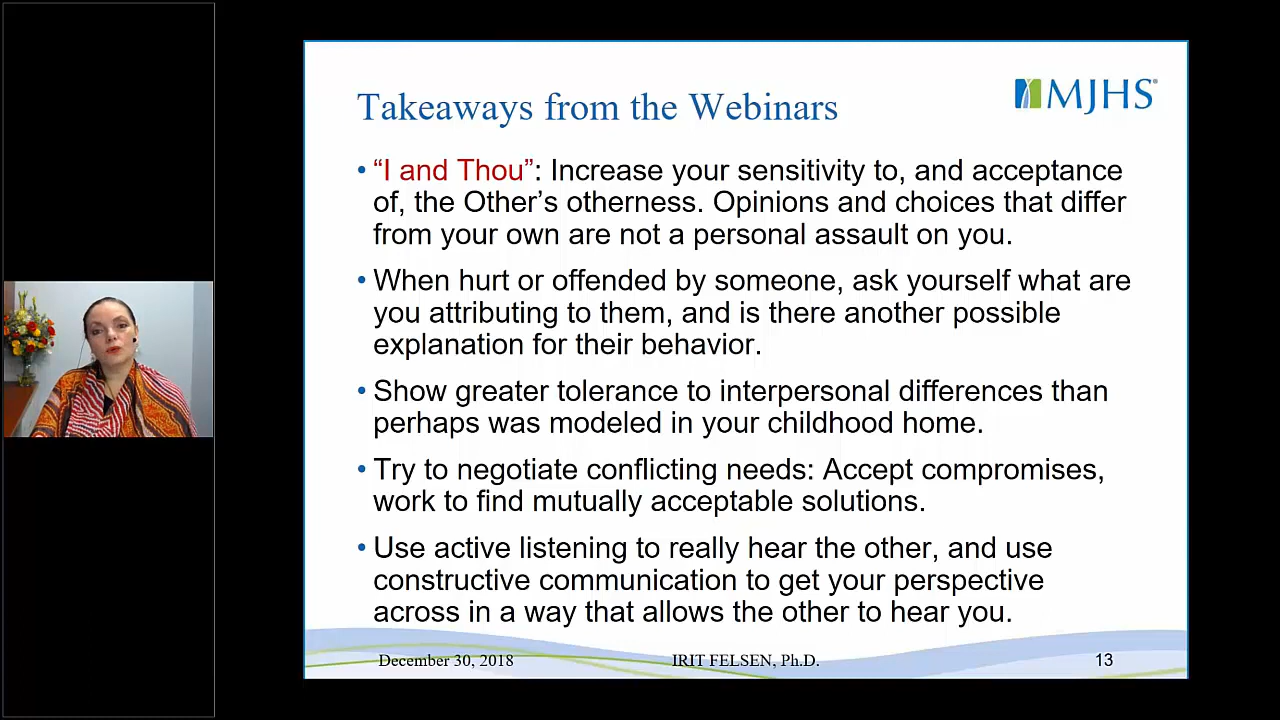 Takeaways from the Webinars
MJHS®
• “I and Thou”: Increase your sensitivity to, and acceptance
of, the Other’s otherness. Opinions and choices that differ
from your own are not a personal assault on you.
• When hurt or offended by someone, ask yourself what are
you attributing to them, and is there another possible
explanation for their behavior.
• Show greater tolerance to interpersonal differences than
perhaps was modeled in your childhood home.
• Try to negotiate conflicting needs: Accept compromises,
work to find mutually acceptable solutions.
• Use active listening to really hear the other, and use
constructive communication to get your perspective
across in a way that allows the other to hear you.
December 30, 2018 IRIT FELSEN, Ph.D. 13